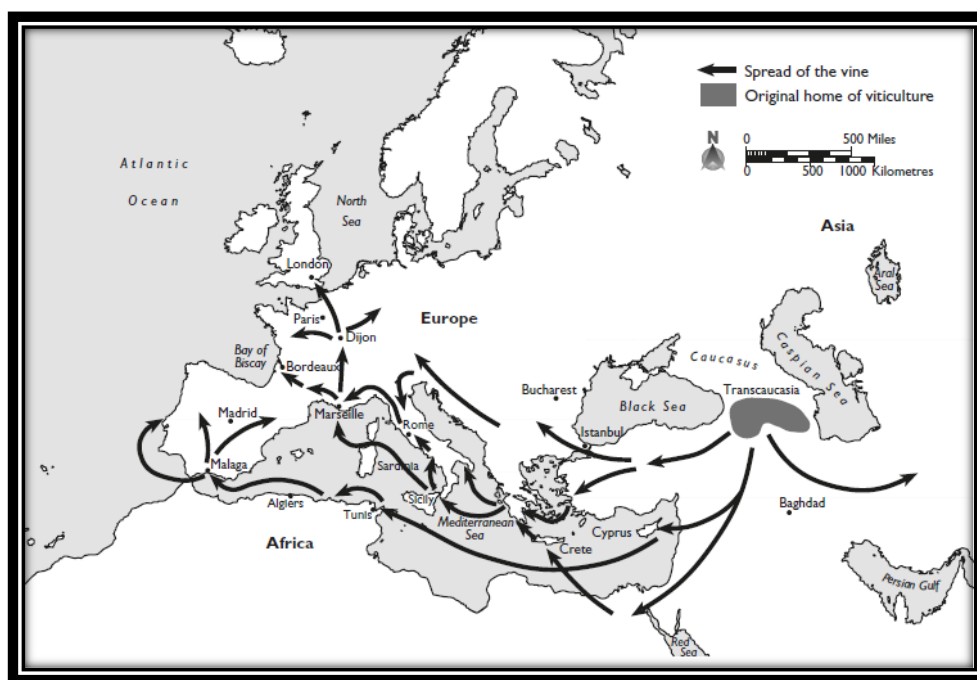 Spread of the vine
Original home of viticulture
N
0 500 Miles
0 500 1000 Kilometres
Atlantic
Ocean
North
Sea
Asia
Aral
Sea
London
Paris
Dijon
Europe
Bay of
Biscay
Bordeaux
Caucasus
Caspian Sea
Transcaucasia
Bucharest
Black Sea
Madrid
Marseille
Rome
Istanbul
Malaga
Sardinia
Sicily
Algiers
Tunis
Mediterranean
Sea
Cyprus
Crete
Baghdad
Africa
Persian Gulf
Red
Sea